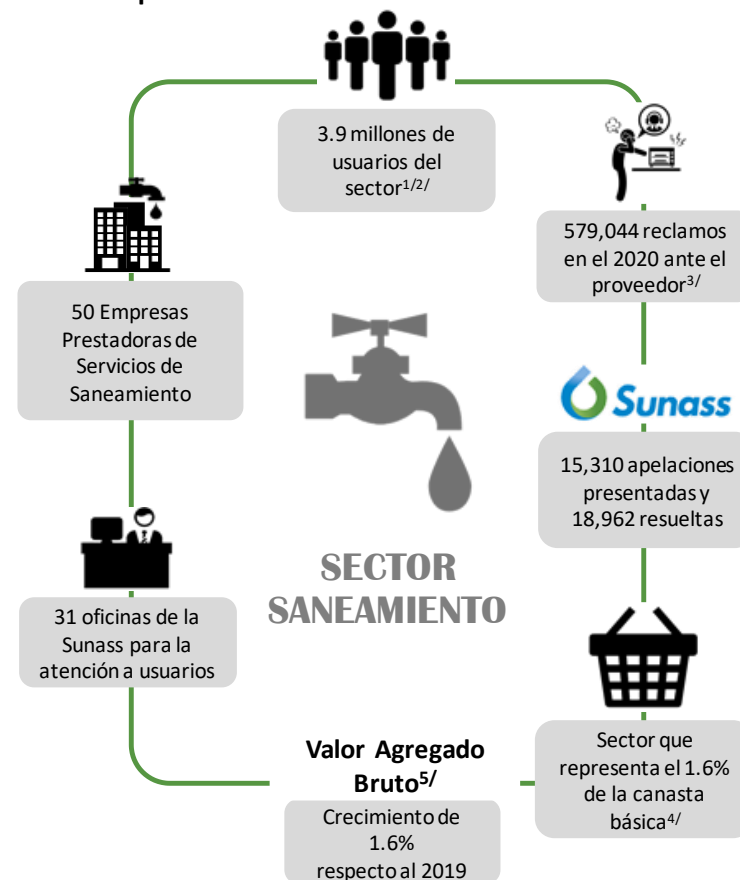 3.9 millones de
usuarios del
sector1/2/
579,044 reclamos
en el 2020 ante el
proveedor3/
50 Empresas
Prestadoras de
Servicios de
Saneamiento
Sunass
15,310 apelaciones
presentadas y
18,962 resueltas
SECTOR
SANEAMIENTO
31 oficinas de la
Sunass para la
atención a usuarios
Sector que
representa el 1.6%
de la canasta
básica4/
Valor Agregado
Bruto5/
Crecimiento de
1.6%
respecto al 2019